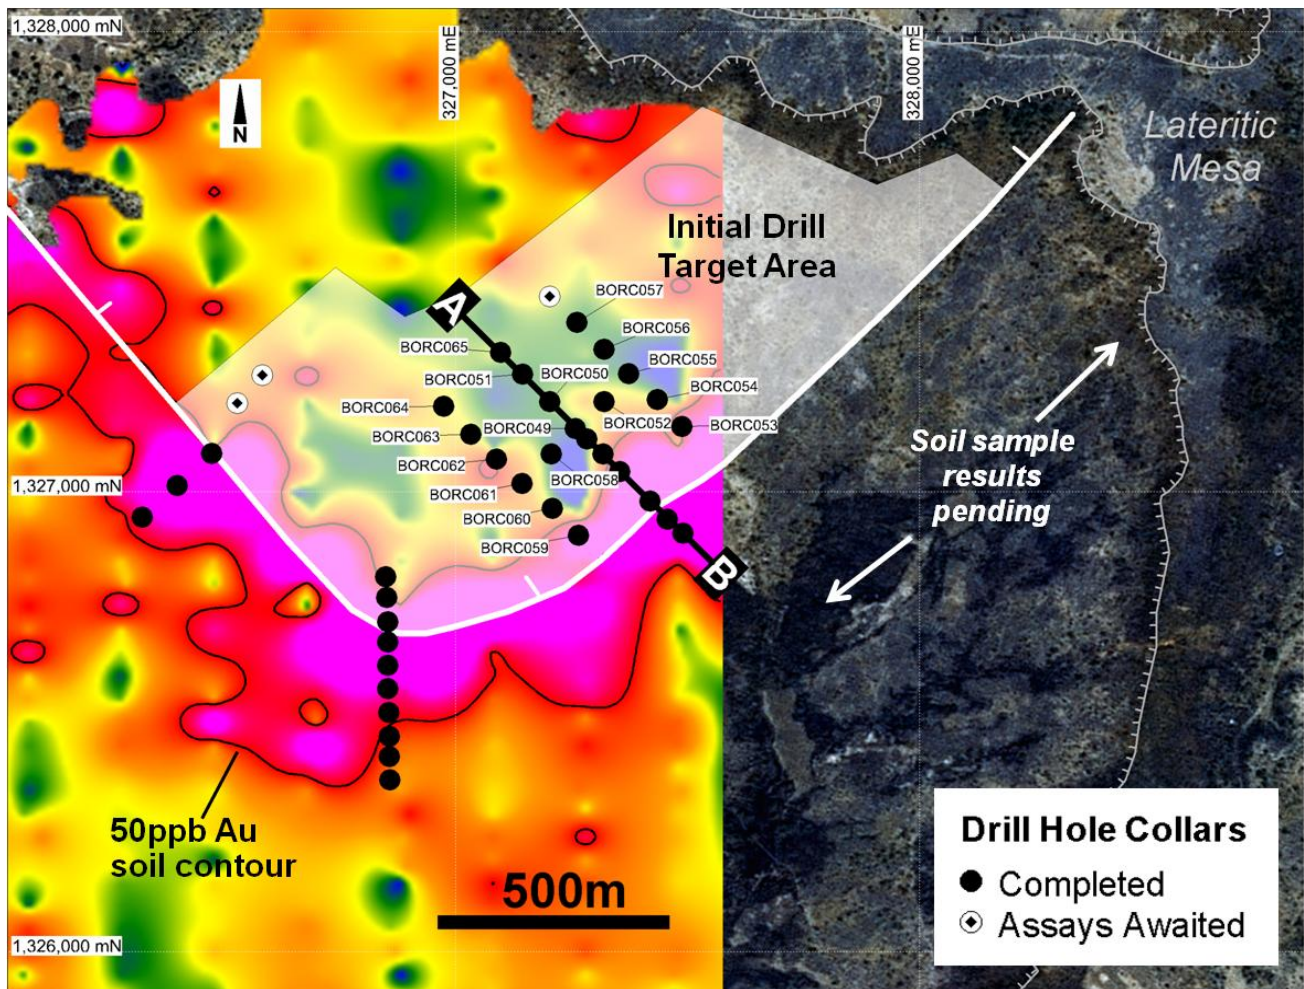 1,328,000 mN
327,000 mE
328,000 mE
N
Lateritic
Mesa
Initial Drill
Target Area
A
BORC057
BORC056
BORC065
BORC055
BORC051
BORC050
BORC054
BORC064
BORC052
BORC053
BORC049
BORC063
BORC062
BORC058
BORC061
BORC060
BORC059
Soil sample
results
pending
1,327,000 mN
B
50ppb Au
soil contour
500m
Drill Hole Collars
Completed
Assays Awaited
1,326,000 mN